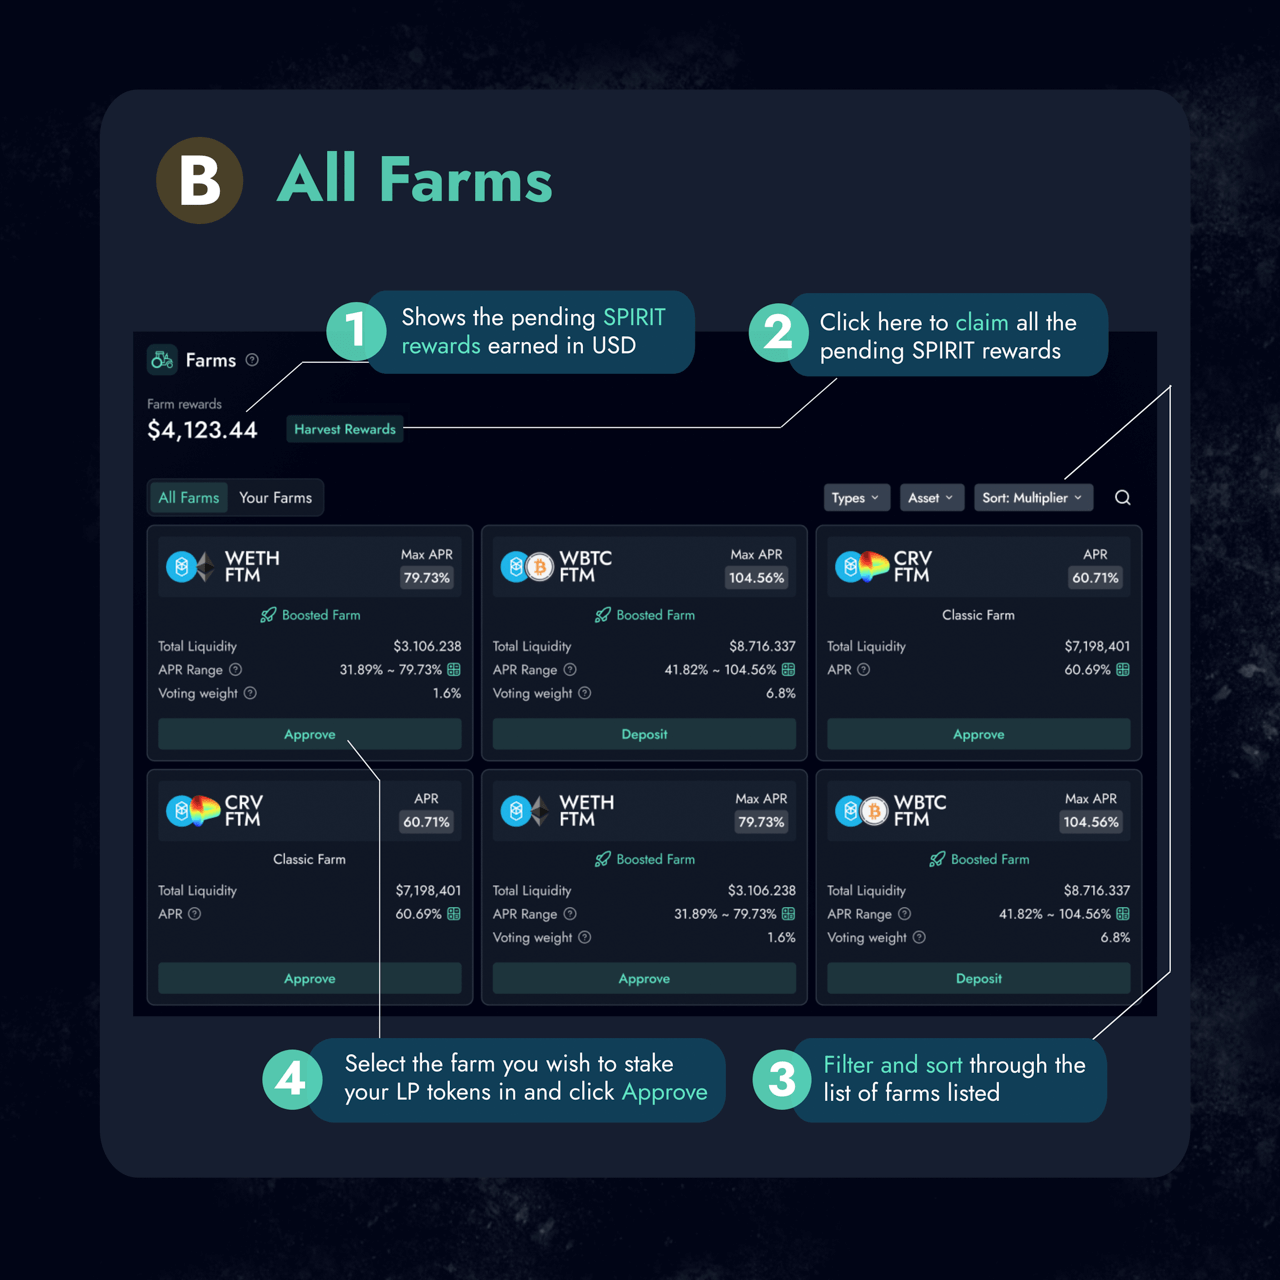 B All Farms
1 Shows the pending SPIRIT
rewards earned in USD
2 Click here to claim all the
pending SPIRIT rewards
Farms ?
Farm rewards
$4,123.44 Harvest Rewards
All Farms Your Farms Types Asset Sort: Multiplier
WETH
FTM
Max APR
79.73%
Boosted Farm
Total Liquidity $3.106.238
APR Range ? 31.89% ~ 79.73%
Voting weight ? 1.6%
Approve
WBTC
FTM
Max APR
104.56%
Boosted Farm
Total Liquidity $8.716.337
APR Range ? 41.82% ~ 104.56%
Voting weight ? 6.8%
Deposit
CRV
FTM
APR
60.71%
Classic Farm
Total Liquidity $7,198,401
APR ? 60.69%
Approve
CRV
FTM
APR
60.71%
Classic Farm
Total Liquidity $7,198,401
APR ? 60.69%
Approve
WETH
FTM
Max APR
79.73%
Boosted Farm
Total Liquidity $3.106.238
APR Range ? 31.89% ~ 79.73%
Voting weight ? 1.6%
Approve
WBTC
FTM
Max APR
104.56%
Boosted Farm
Total Liquidity $8.716.337
APR Range ? 41.82% ~ 104.56%
Voting weight ? 6.8%
Deposit
4 Select the farm you wish to stake
your LP tokens in and click Approve
3 Filter and sort through the
list of farms listed